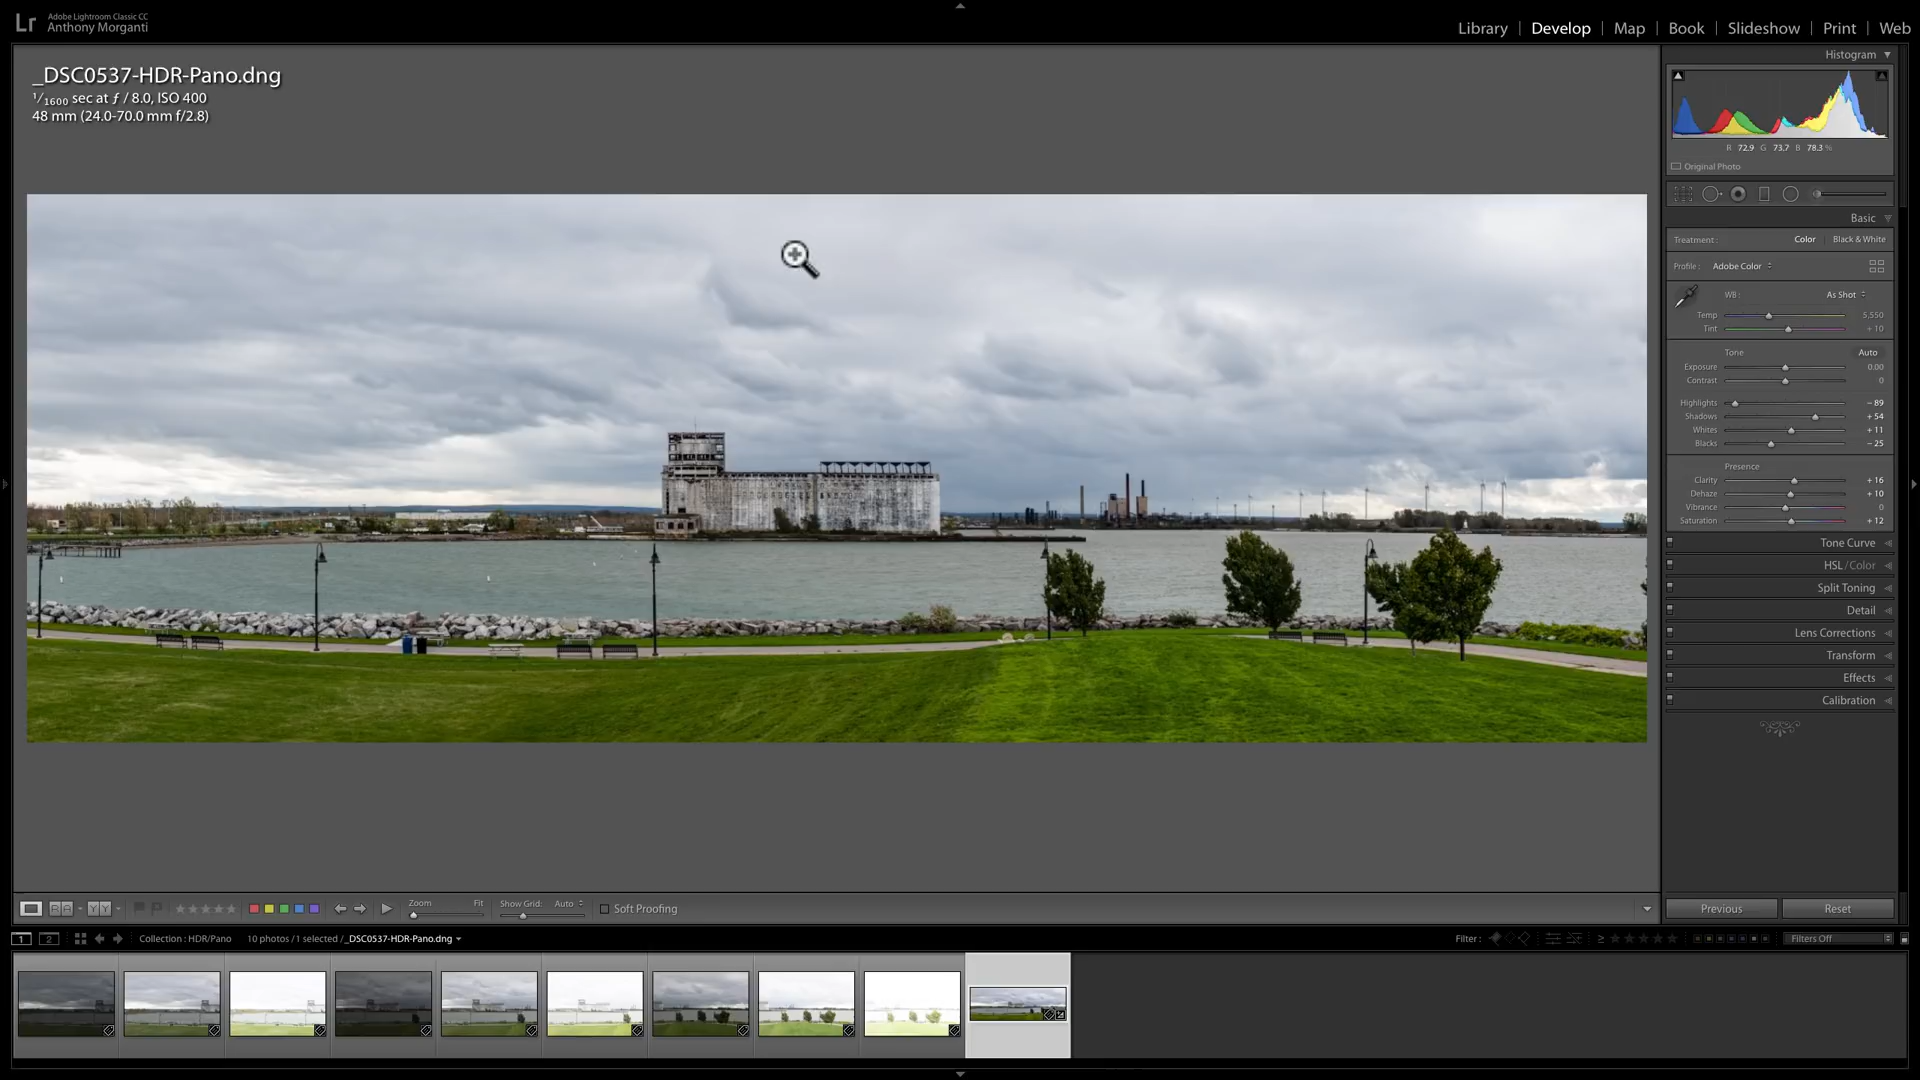 Lr
Adobe Lightroom Classic CC
Anthony Morganti
Library | Develop | Map | Book | Slideshow | Print | Web
_DSC0537-HDR-Pano.dng
1/1600 sec at ƒ / 8.0, ISO 400
48 mm (24.0-70.0 mm f/2.8)
Histogram
R 72.9 G 73.7 B 78.3 %
Original Photo
Basic
Treatment : Color | Black & White
Profile : Adobe Color
WB : As Shot
Temp 5,550
Tint + 10
Tone Auto
Exposure 0.00
Contrast 0
Highlights − 89
Shadows + 54
Whites + 11
Blacks − 25
Presence
Clarity + 16
Dehaze + 10
Vibrance 0
Saturation + 12
Tone Curve
HSL / Color
Split Toning
Detail
Lens Corrections
Transform
Effects
Calibration
R A Y Y Zoom Fit Show Grid: Auto Soft Proofing
Previous Reset
1 2 Collection : HDR/Pano 10 photos / 1 selected / _DSC0537-HDR-Pano.dng Filter : ≥ Filters Off